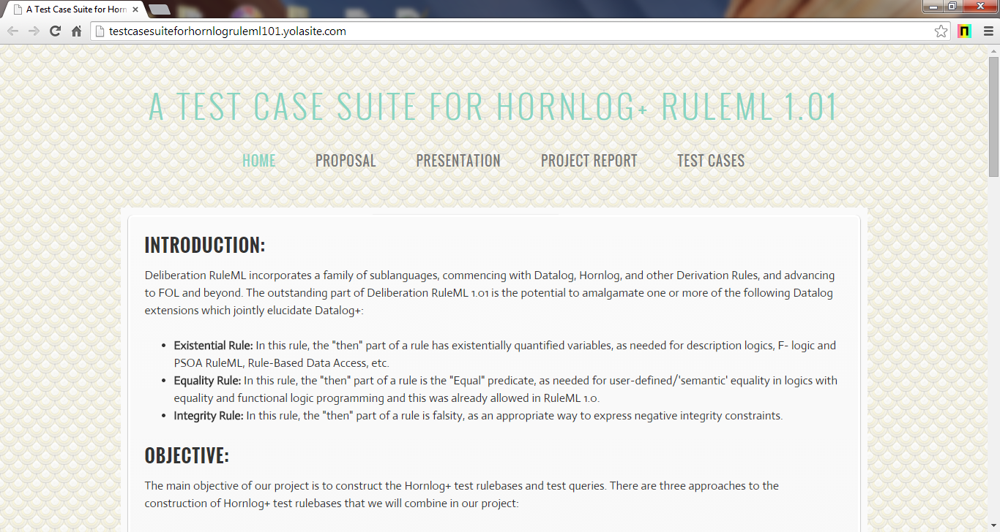 A Test Case Suite for Horn
testcasesuiteforhornlogruleml101.yolasite.com
A TEST CASE SUITE FOR HORNLOG+ RULEML 1.01
HOME PROPOSAL PRESENTATION PROJECT REPORT TEST CASES
INTRODUCTION:
Deliberation RuleML incorporates a family of sublanguages, commencing with Datalog, Hornlog, and other Derivation Rules, and advancing
to FOL and beyond. The outstanding part of Deliberation RuleML 1.01 is the potential to amalgamate one or more of the following Datalog
extensions which jointly elucidate Datalog+:
• Existential Rule: In this rule, the "then" part of a rule has existentially quantified variables, as needed for description logics, F- logic and
PSOA RuleML, Rule-Based Data Access, etc.
• Equality Rule: In this rule, the "then" part of a rule is the "Equal" predicate, as needed for user-defined/'semantic' equality in logics with
equality and functional logic programming and this was already allowed in RuleML 1.0.
• Integrity Rule: In this rule, the "then" part of a rule is falsity, as an appropriate way to express negative integrity constraints.
OBJECTIVE:
The main objective of our project is to construct the Hornlog+ test rulebases and test queries. There are three approaches to the
construction of Hornlog+ test rulebases that we will combine in our project: